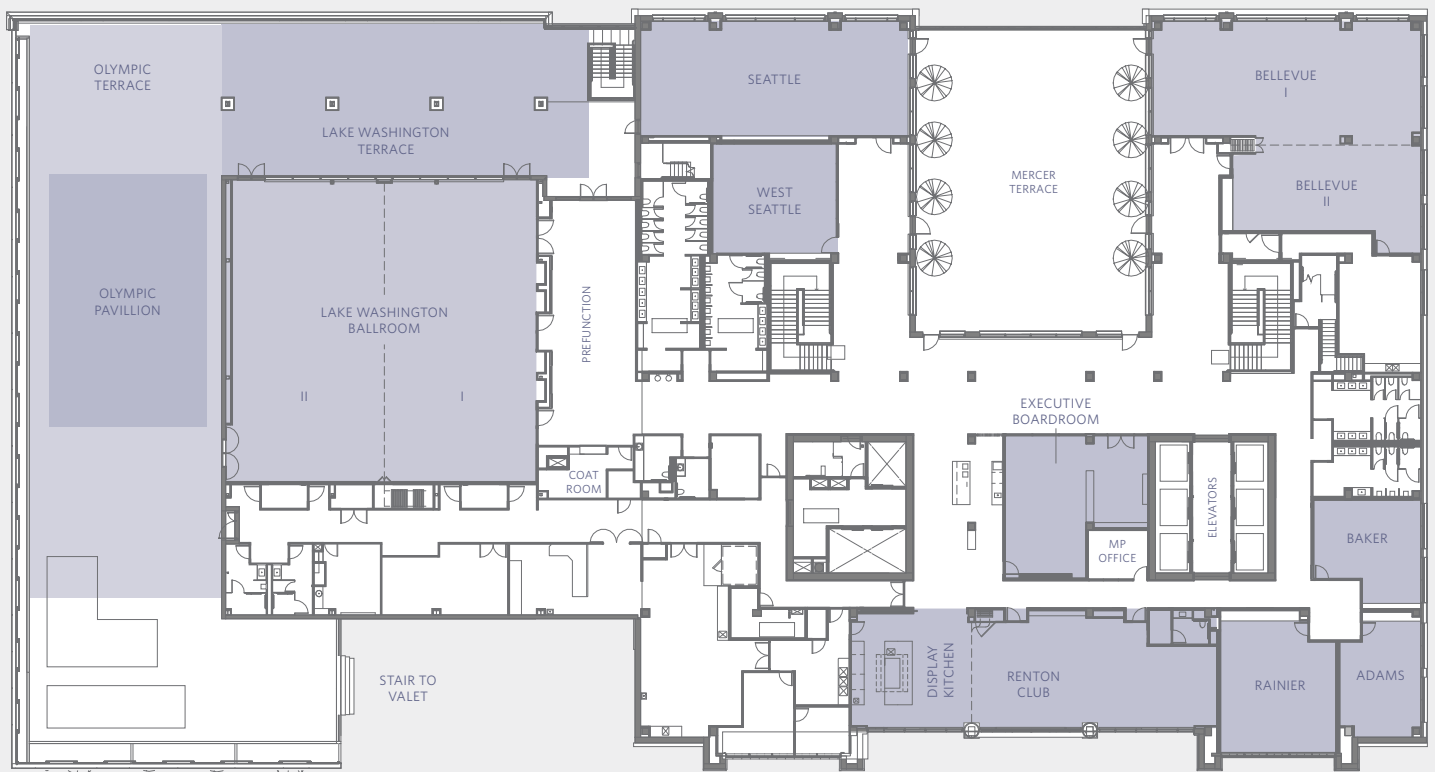 OLYMPIC
TERRACE
LAKE WASHINGTON
TERRACE
SEATTLE
WEST
SEATTLE
MERCER
TERRACE
BELLEVUE
I
BELLEVUE
II
OLYMPIC
PAVILLION
LAKE WASHINGTON
BALLROOM
II
I
PREFUNCTION
COAT
ROOM
EXECUTIVE
BOARDROOM
MP
OFFICE
ELEVATORS
BAKER
STAIR TO
VALET
DISPLAY
KITCHEN
RENTON
CLUB
RAINIER
ADAMS